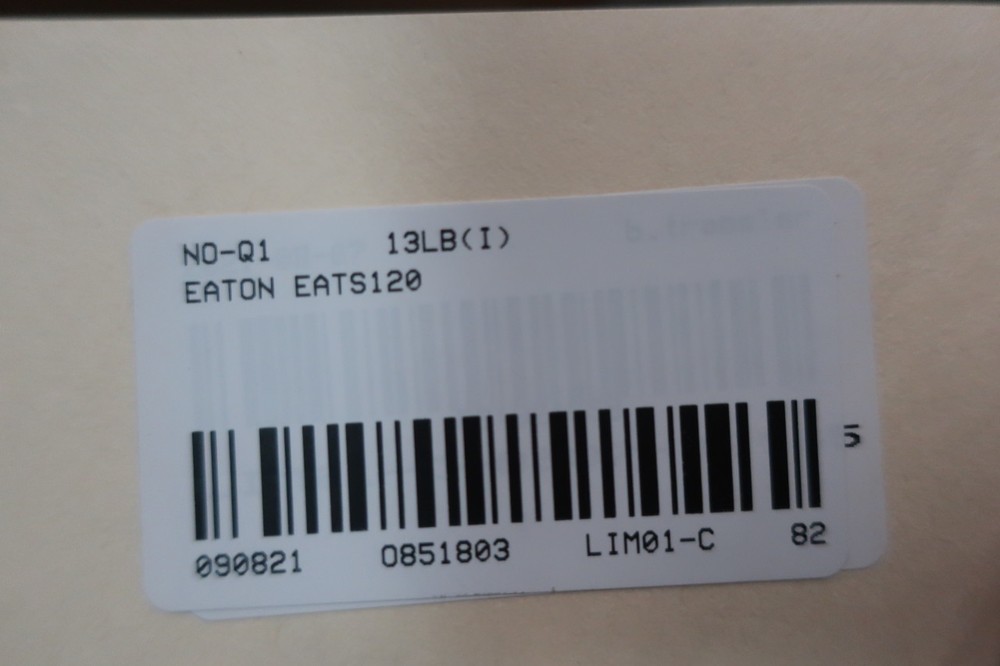 NO-Q1 13LB(I)
EATON EATS120
5
090821 0851803 LIM01-C 82